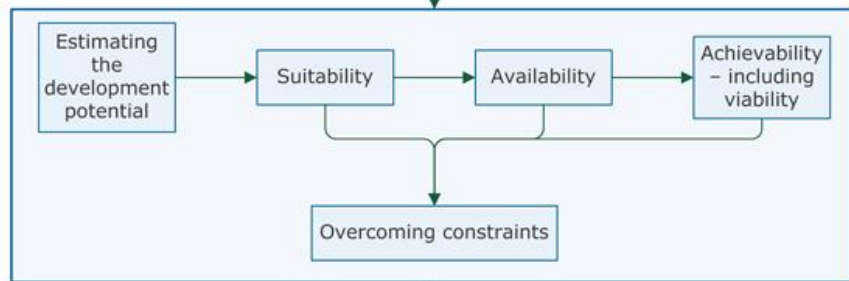 Estimating
the
development
potential
Suitability
Availability
Achievability
– including
viability
Overcoming constraints